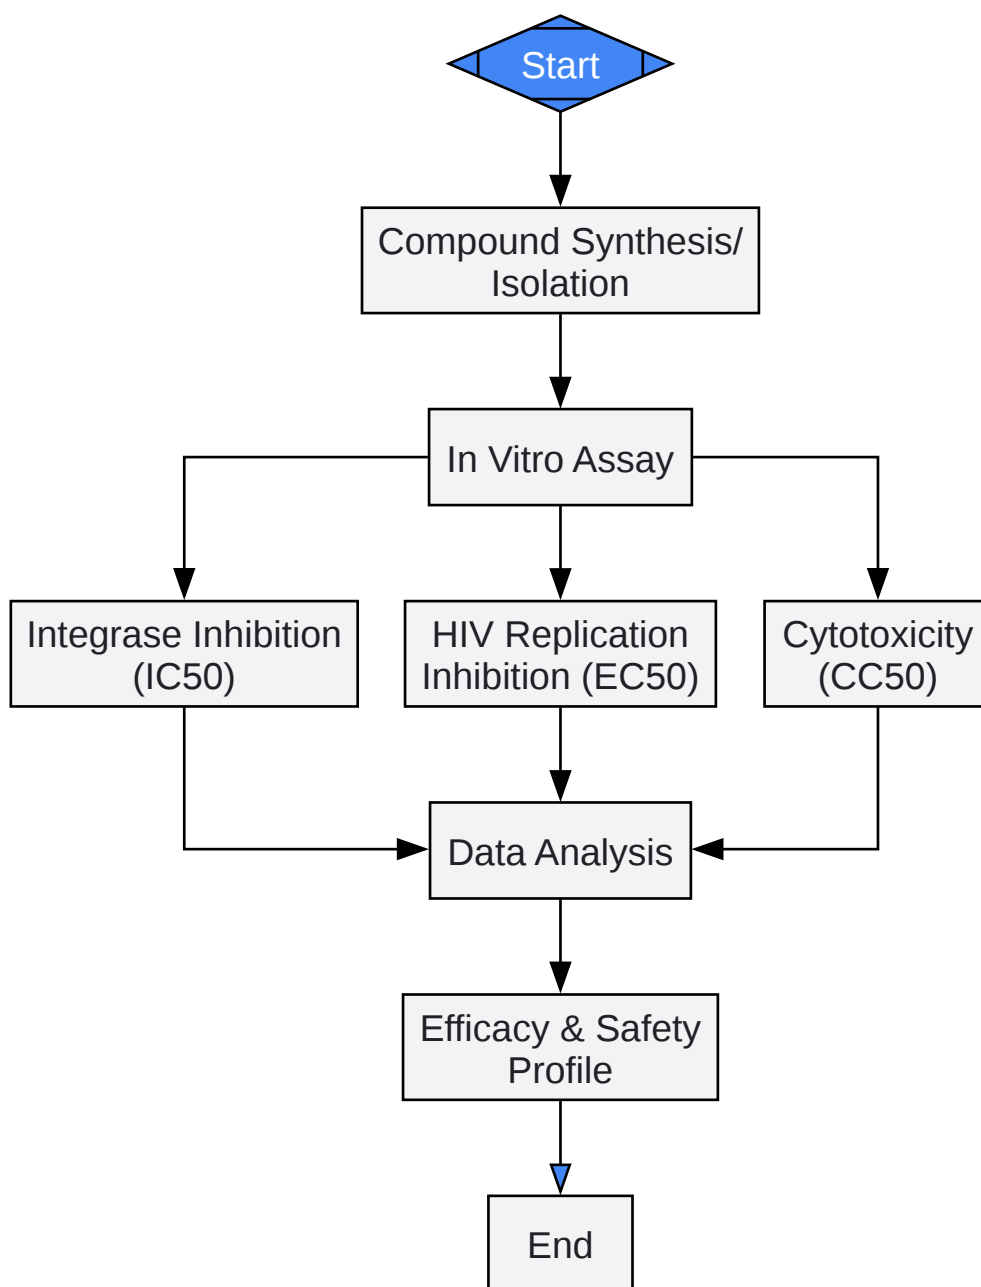 Start
Compound Synthesis/
Isolation
In Vitro Assay
Integrase Inhibition
(IC50)
HIV Replication
Inhibition (EC50)
Cytotoxicity
(CC50)
Data Analysis
Efficacy & Safety
Profile
End